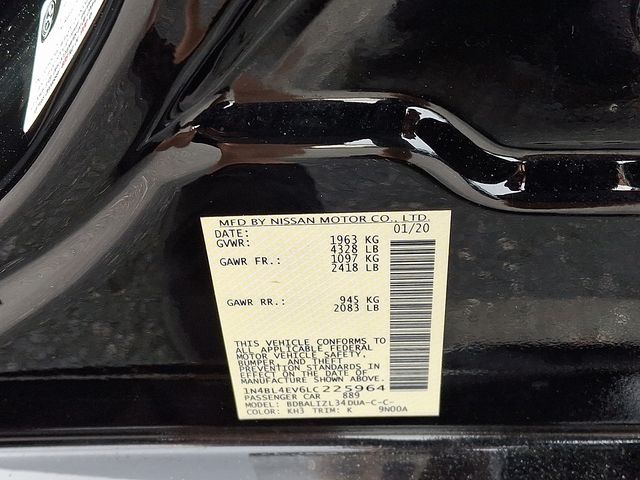 MFD BY NISSAN MOTOR CO., LTD.
DATE: 01/20
GVWR: 1963 KG
4328 LB
GAWR FR.: 1097 KG
2418 LB
GAWR RR.: 945 KG
2083 LB
THIS VEHICLE CONFORMS TO
ALL APPLICABLE FEDERAL
MOTOR VEHICLE SAFETY,
BUMPER, AND THEFT
PREVENTION STANDARDS IN
EFFECT ON THE DATE OF
MANUFACTURE SHOWN ABOVE.
1N4BL4EV6LC225964
PASSENGER CAR 889
MODEL: BDBALIZL34DUA-C-C-
COLOR: KH3 TRIM: K 9N00A